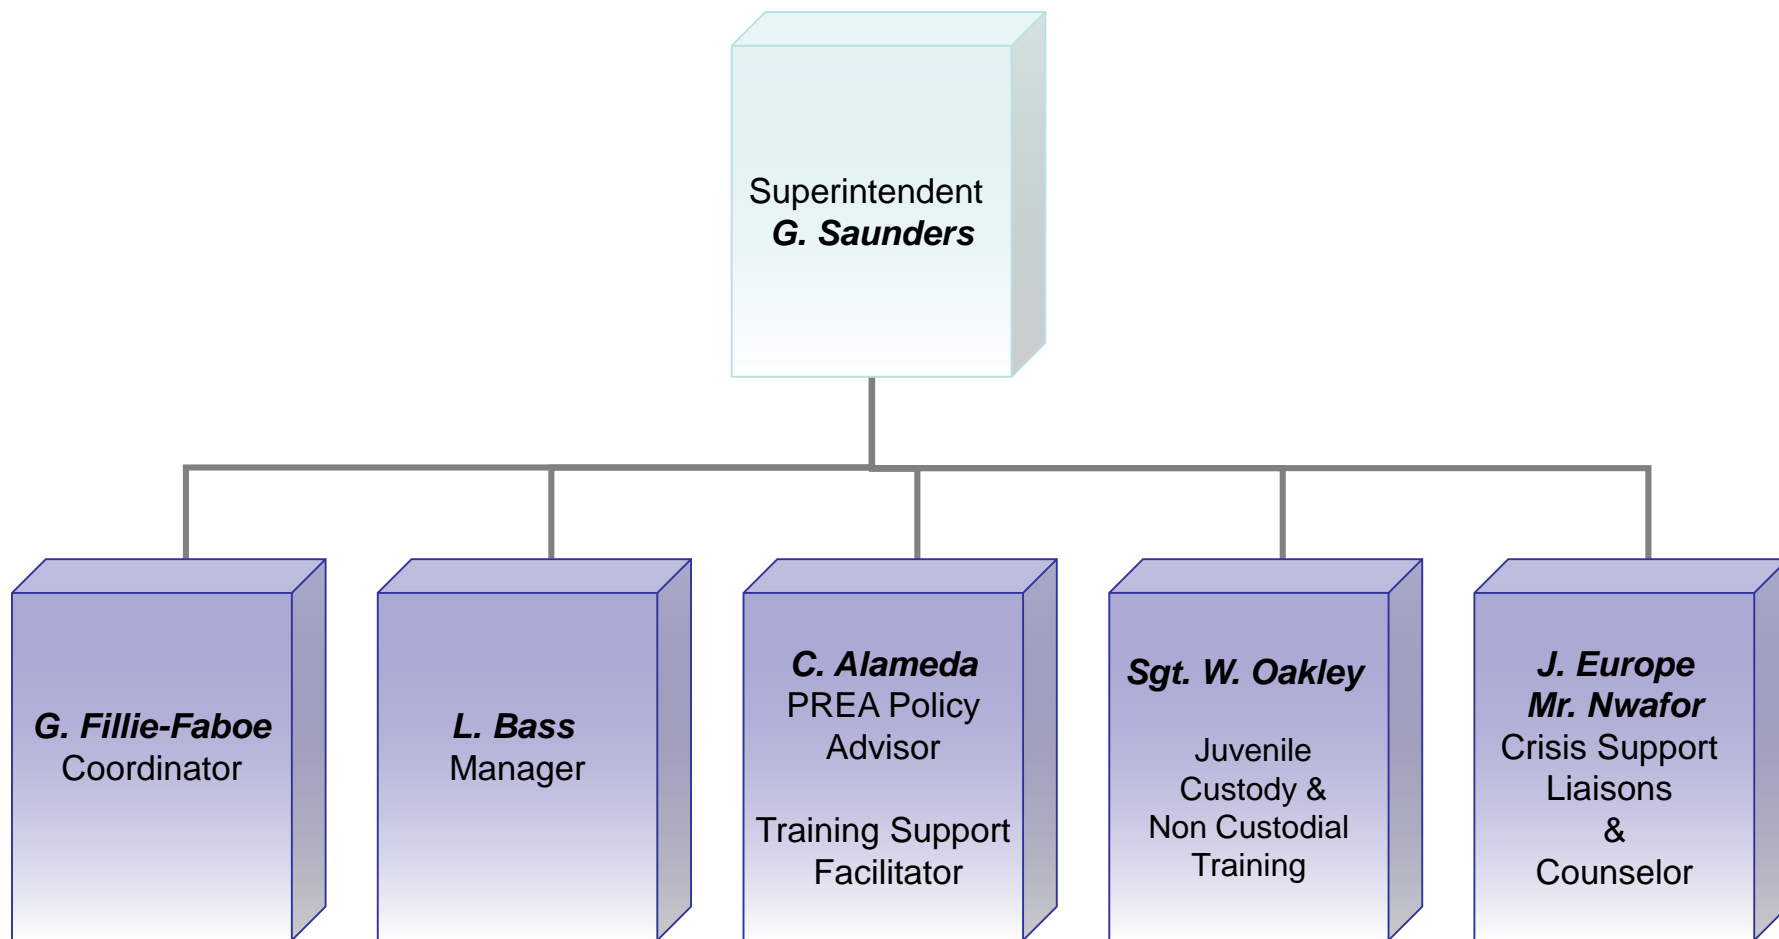 Superintendent
G. Saunders
G. Fillie-Faboe
Coordinator
L. Bass
Manager
C. Alameda
PREA Policy
Advisor
Training Support
Facilitator
Sgt. W. Oakley
Juvenile
Custody &
Non Custodial
Training
J. Europe
Mr. Nwafor
Crisis Support
Liaisons
&
Counselor